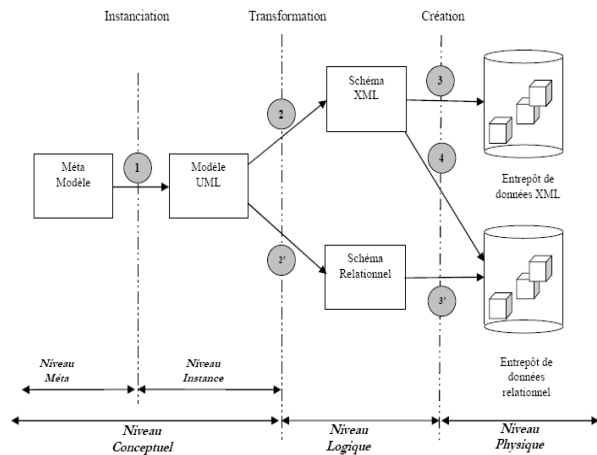 Instanciation
Transformation
Création
Schéma
XML
3
2
4
Méta
Modèle
1
Modèle
UML
Entrepôt de
données XML
2'
Schéma
Relationnel
3'
Niveau
Méta
Niveau
Instance
Entrepôt de
données
relationnel
Niveau
Conceptuel
Niveau
Logique
Niveau
Physique